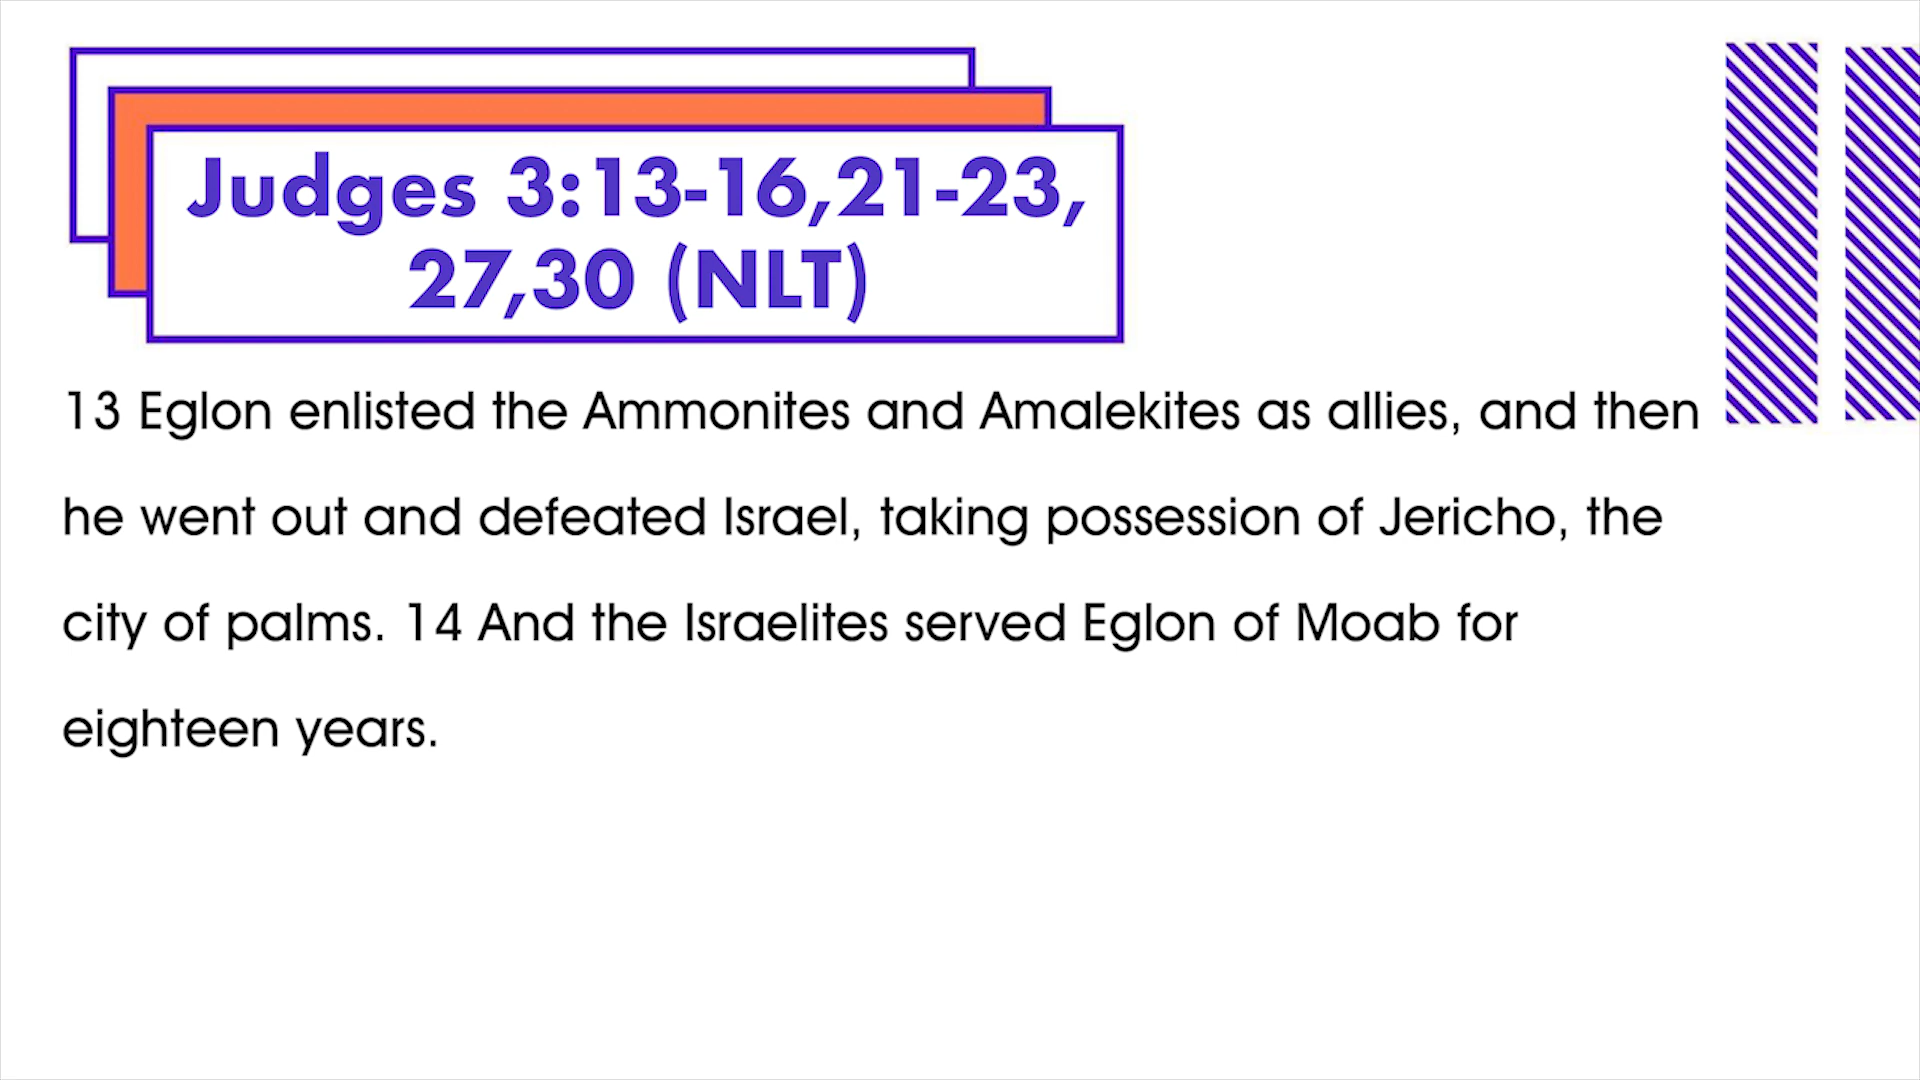 Judges 3:13-16,21-23,
27,30 (NLT)
13 Eglon enlisted the Ammonites and Amalekites as allies, and then
he went out and defeated Israel, taking possession of Jericho, the
city of palms. 14 And the Israelites served Eglon of Moab for
eighteen years.